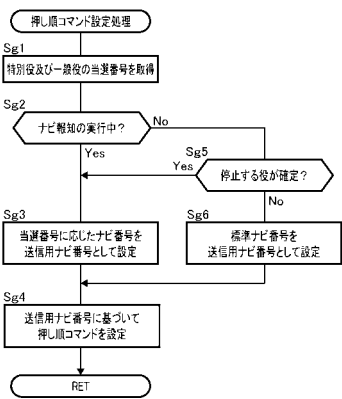 押し順コマンド設定処理
Sg1
特別役及び一般役の当選番号を取得
Sg2
ナビ報知の実行中？
No
Yes
Sg5
Yes
停止する役が確定？
No
Sg3
当選番号に応じたナビ番号を
送信用ナビ番号として設定
Sg6
標準ナビ番号を
送信用ナビ番号として設定
Sg4
送信用ナビ番号に基づいて
押し順コマンドを設定
RET